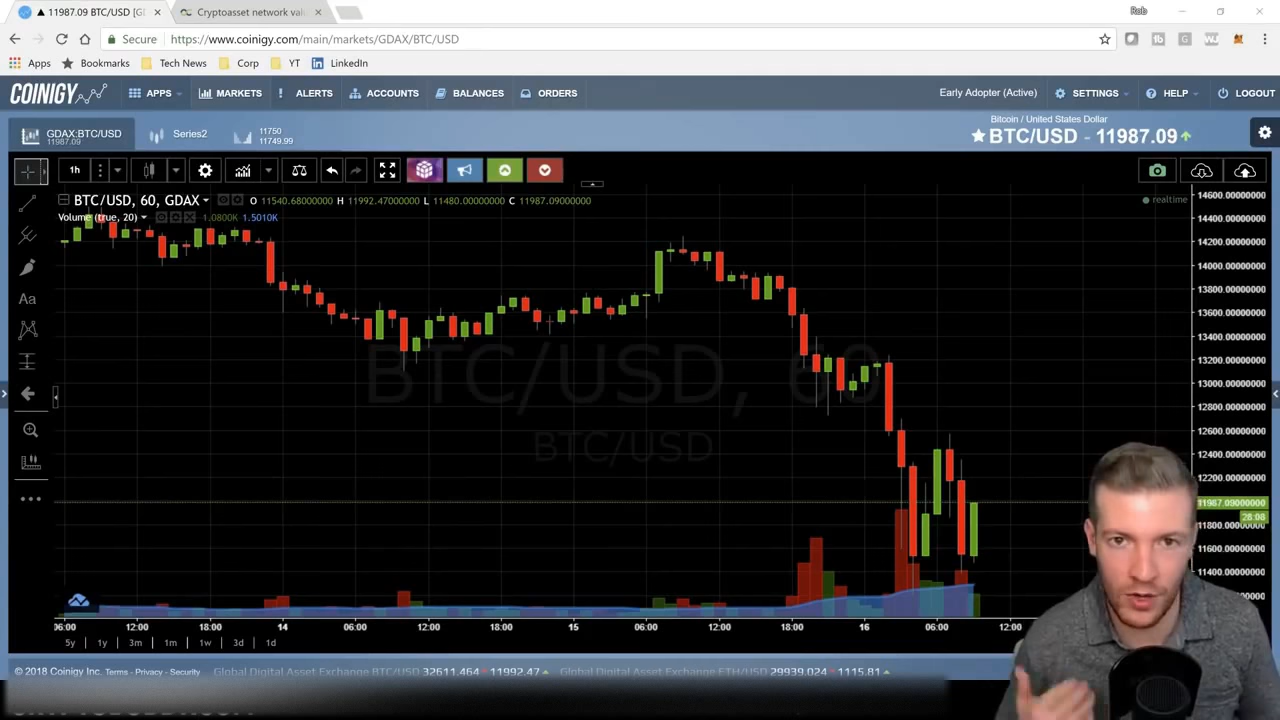 ▲ 11987.09 BTC/USD [G
Cryptoasset network valu
Rob
Secure
https://www.coinigy.com/main/markets/GDAX/BTC/USD
Apps
Bookmarks
Tech News
Corp
YT
LinkedIn
COINIGY
APPS
MARKETS
ALERTS
ACCOUNTS
BALANCES
ORDERS
Early Adopter (Active)
SETTINGS
HELP
LOGOUT
GDAX:BTC/USD
11987.09
Series2
11750
11749.99
Bitcoin / United States Dollar
BTC/USD - 11987.09
1h
BTC/USD, 60, GDAX
O 11540.68000000 H 11992.47000000 L 11480.00000000 C 11987.09000000
realtime
Volume (true, 20)
1.0800K 1.5010K
Aa
BTC/USD, 60
BTC/USD
14600.00000000
14400.00000000
14200.00000000
14000.00000000
13800.00000000
13600.00000000
13400.00000000
13200.00000000
13000.00000000
12800.00000000
12600.00000000
12400.00000000
12200.00000000
11987.09000000
28:08
11800.00000000
11600.00000000
11400.00000000
06:00 12:00 18:00 14 06:00 12:00 18:00 15 06:00 12:00 18:00 16 06:00 12:00
5y 1y 3m 1m 1w 3d 1d
© 2018 Coinigy Inc. Terms - Privacy - Security
Global Digital Asset Exchange BTC/USD 32611.464 11992.47
Global Digital Asset Exchange ETH/USD 29939.024 1115.81